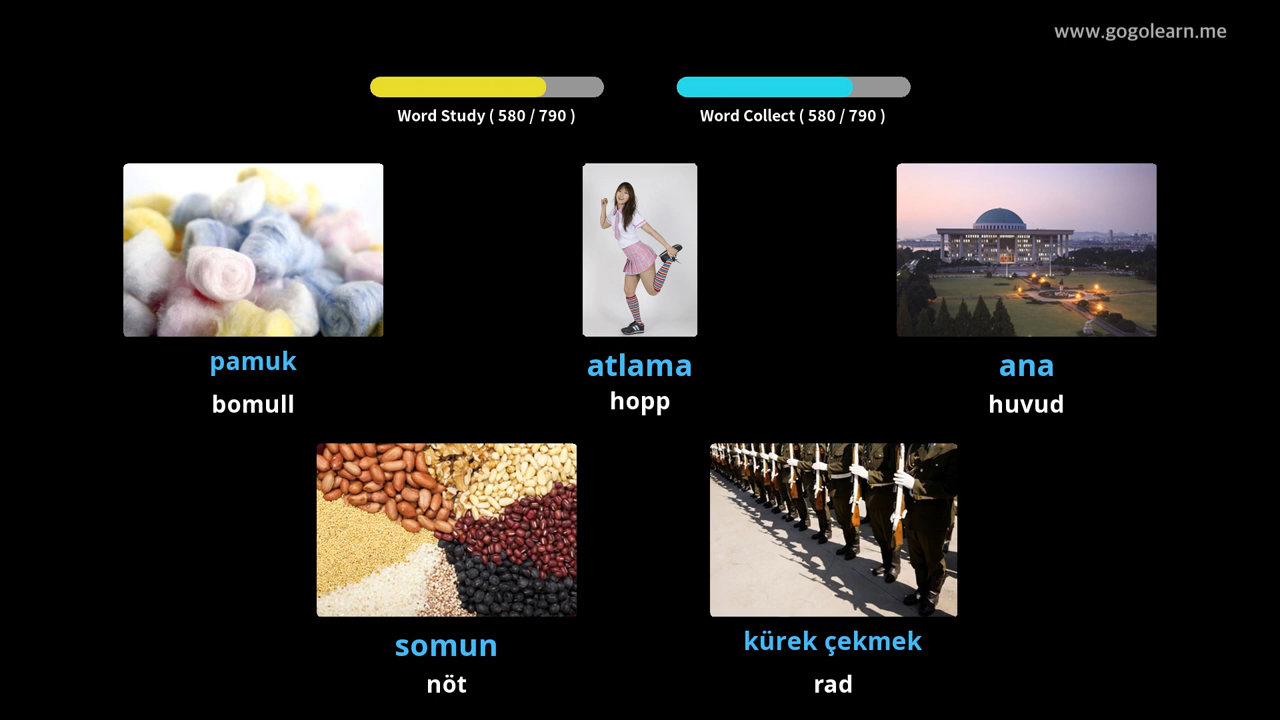 www.gogolearn.me
Word Study ( 580 / 790 )
Word Collect ( 580 / 790 )
pamuk
bomull
atlama
hopp
ana
huvud
somun
nöt
kürek çekmek
rad